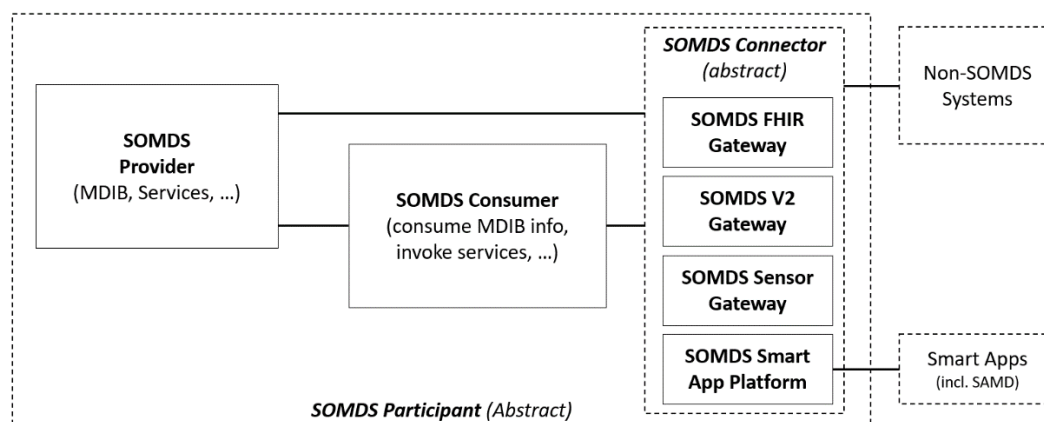 SOMDS
Provider
(MDIB, Services, …)
SOMDS Consumer
(consume MDIB info,
invoke services, …)
SOMDS Connector
(abstract)
SOMDS FHIR
Gateway
SOMDS V2
Gateway
SOMDS Sensor
Gateway
SOMDS Smart
App Platform
Non-SOMDS
Systems
Smart Apps
(incl. SAMD)
SOMDS Participant (Abstract)